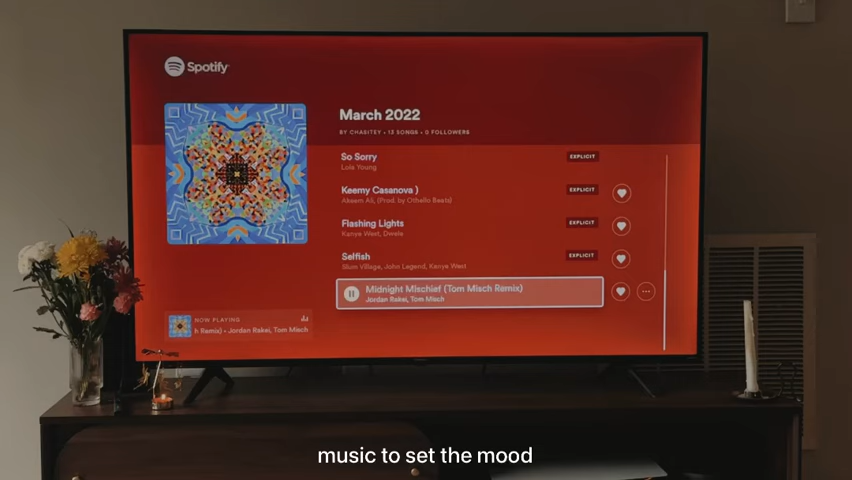 Spotify
March 2022
BY CHABITEY • 13 SONGS • 0 FOLLOWERS
So Sorry
EXPLICIT
Lola Young
Keemy Casanova )
EXPLICIT
Akeem Ali, (Prod. by Othello Beats)
Flashing Lights
EXPLICIT
Kanye West, Dwele
Selfish
EXPLICIT
Slum Village, John Legend, Kanye West
Midnight Mischief (Tom Misch Remix)
Jordan Rakei, Tom Misch
NOW PLAYING
h Remix) • Jordan Rakei, Tom Misch
music to set the mood